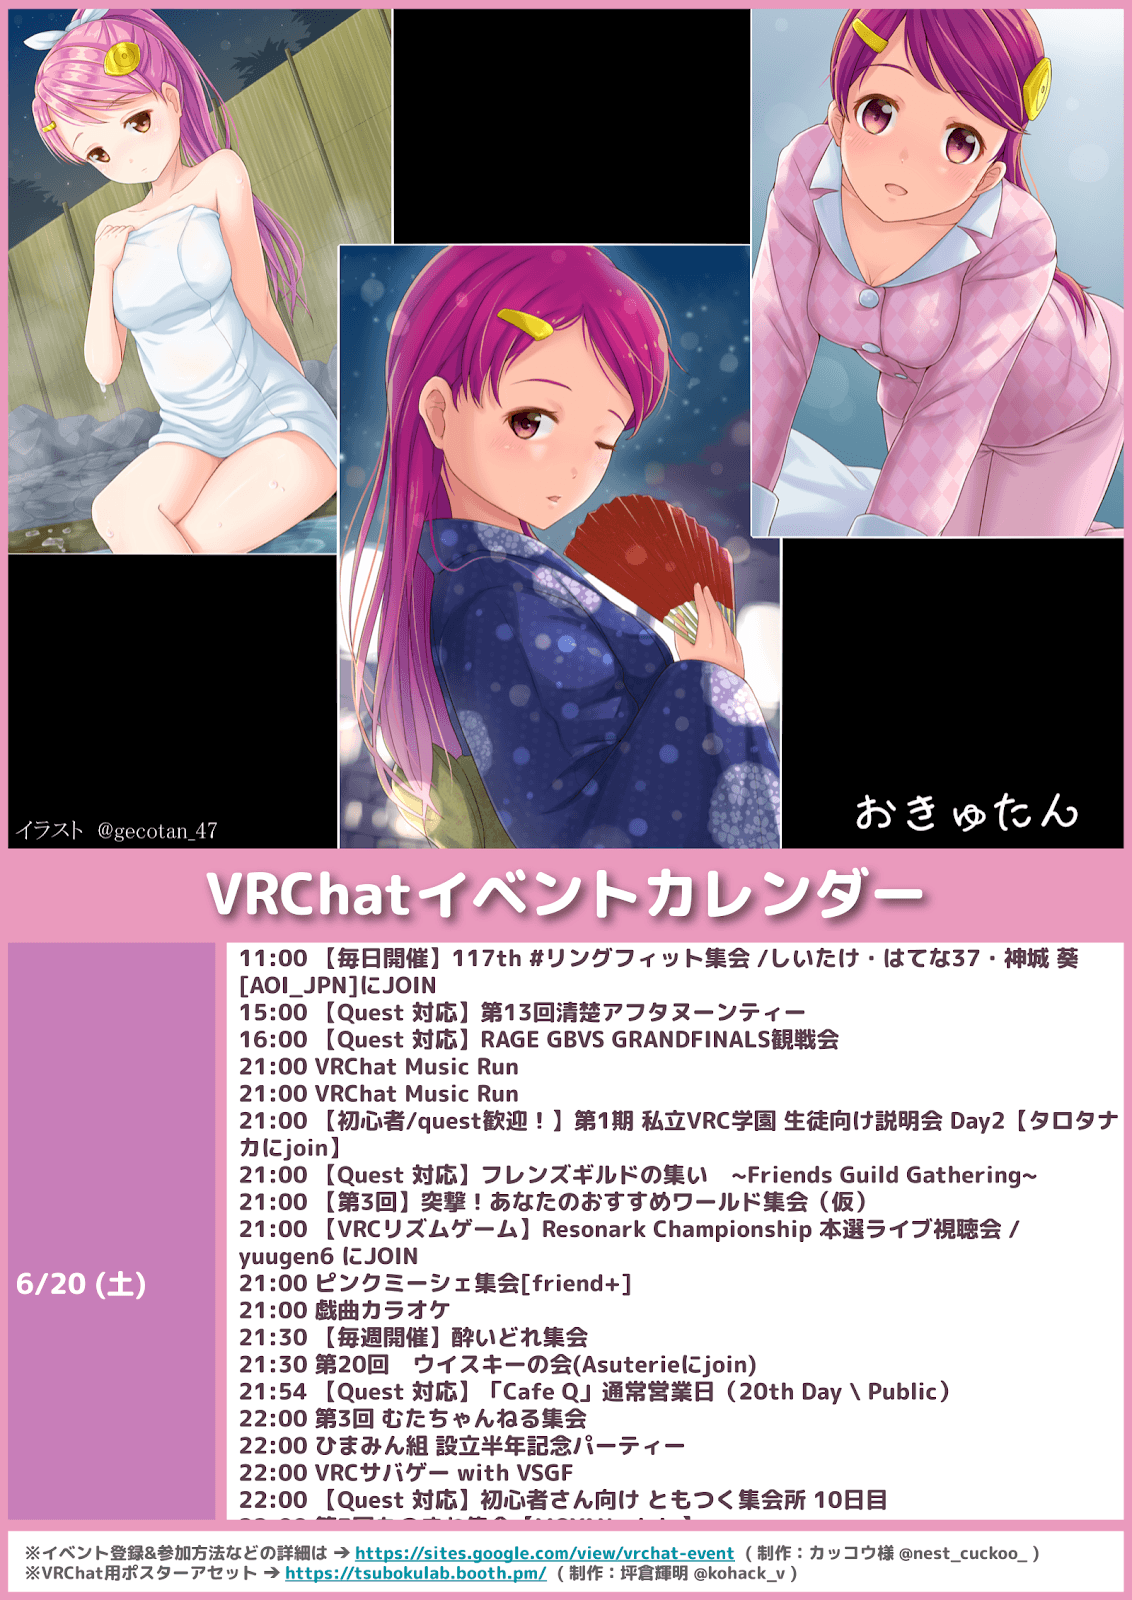 イラスト @gecotan_47
おきゅたん
VRChatイベントカレンダー
6/20 (土)
11:00 【毎日開催】117th #リングフィット集会 /しいたけ・はてな37・神城 葵
[AOI_JPN]にJOIN
15:00 【Quest 対応】第13回清楚アフタヌーンティー
16:00 【Quest 対応】RAGE GBVS GRANDFINALS観戦会
21:00 VRChat Music Run
21:00 VRChat Music Run
21:00 【初心者/quest歓迎！】第1期 私立VRC学園 生徒向け説明会 Day2【タロタナ
カにjoin】
21:00 【Quest 対応】フレンズギルドの集い　~Friends Guild Gathering~
21:00 【第3回】突撃！あなたのおすすめワールド集会（仮）
21:00 【VRCリズムゲーム】Resonark Championship 本選ライブ視聴会 /
yuugen6 にJOIN
21:00 ピンクミーシェ集会[friend+]
21:00 戯曲カラオケ
21:30 【毎週開催】酔いどれ集会
21:30 第20回　ウイスキーの会(Asuterieにjoin)
21:54 【Quest 対応】「Cafe Q」通常営業日（20th Day \ Public）
22:00 第3回 むたちゃんねる集会
22:00 ひまみん組 設立半年記念パーティー
22:00 VRCサバゲー with VSGF
22:00 【Quest 対応】初心者さん向け ともつく集会所 10日目
※イベント登録&参加方法などの詳細は ➔ https://sites.google.com/view/vrchat-event （ 制作：カッコウ様 @nest_cuckoo_ ）
※VRChat用ポスターアセット ➔ https://tsubokulab.booth.pm/ （ 制作：坪倉輝明 @kohack_v ）